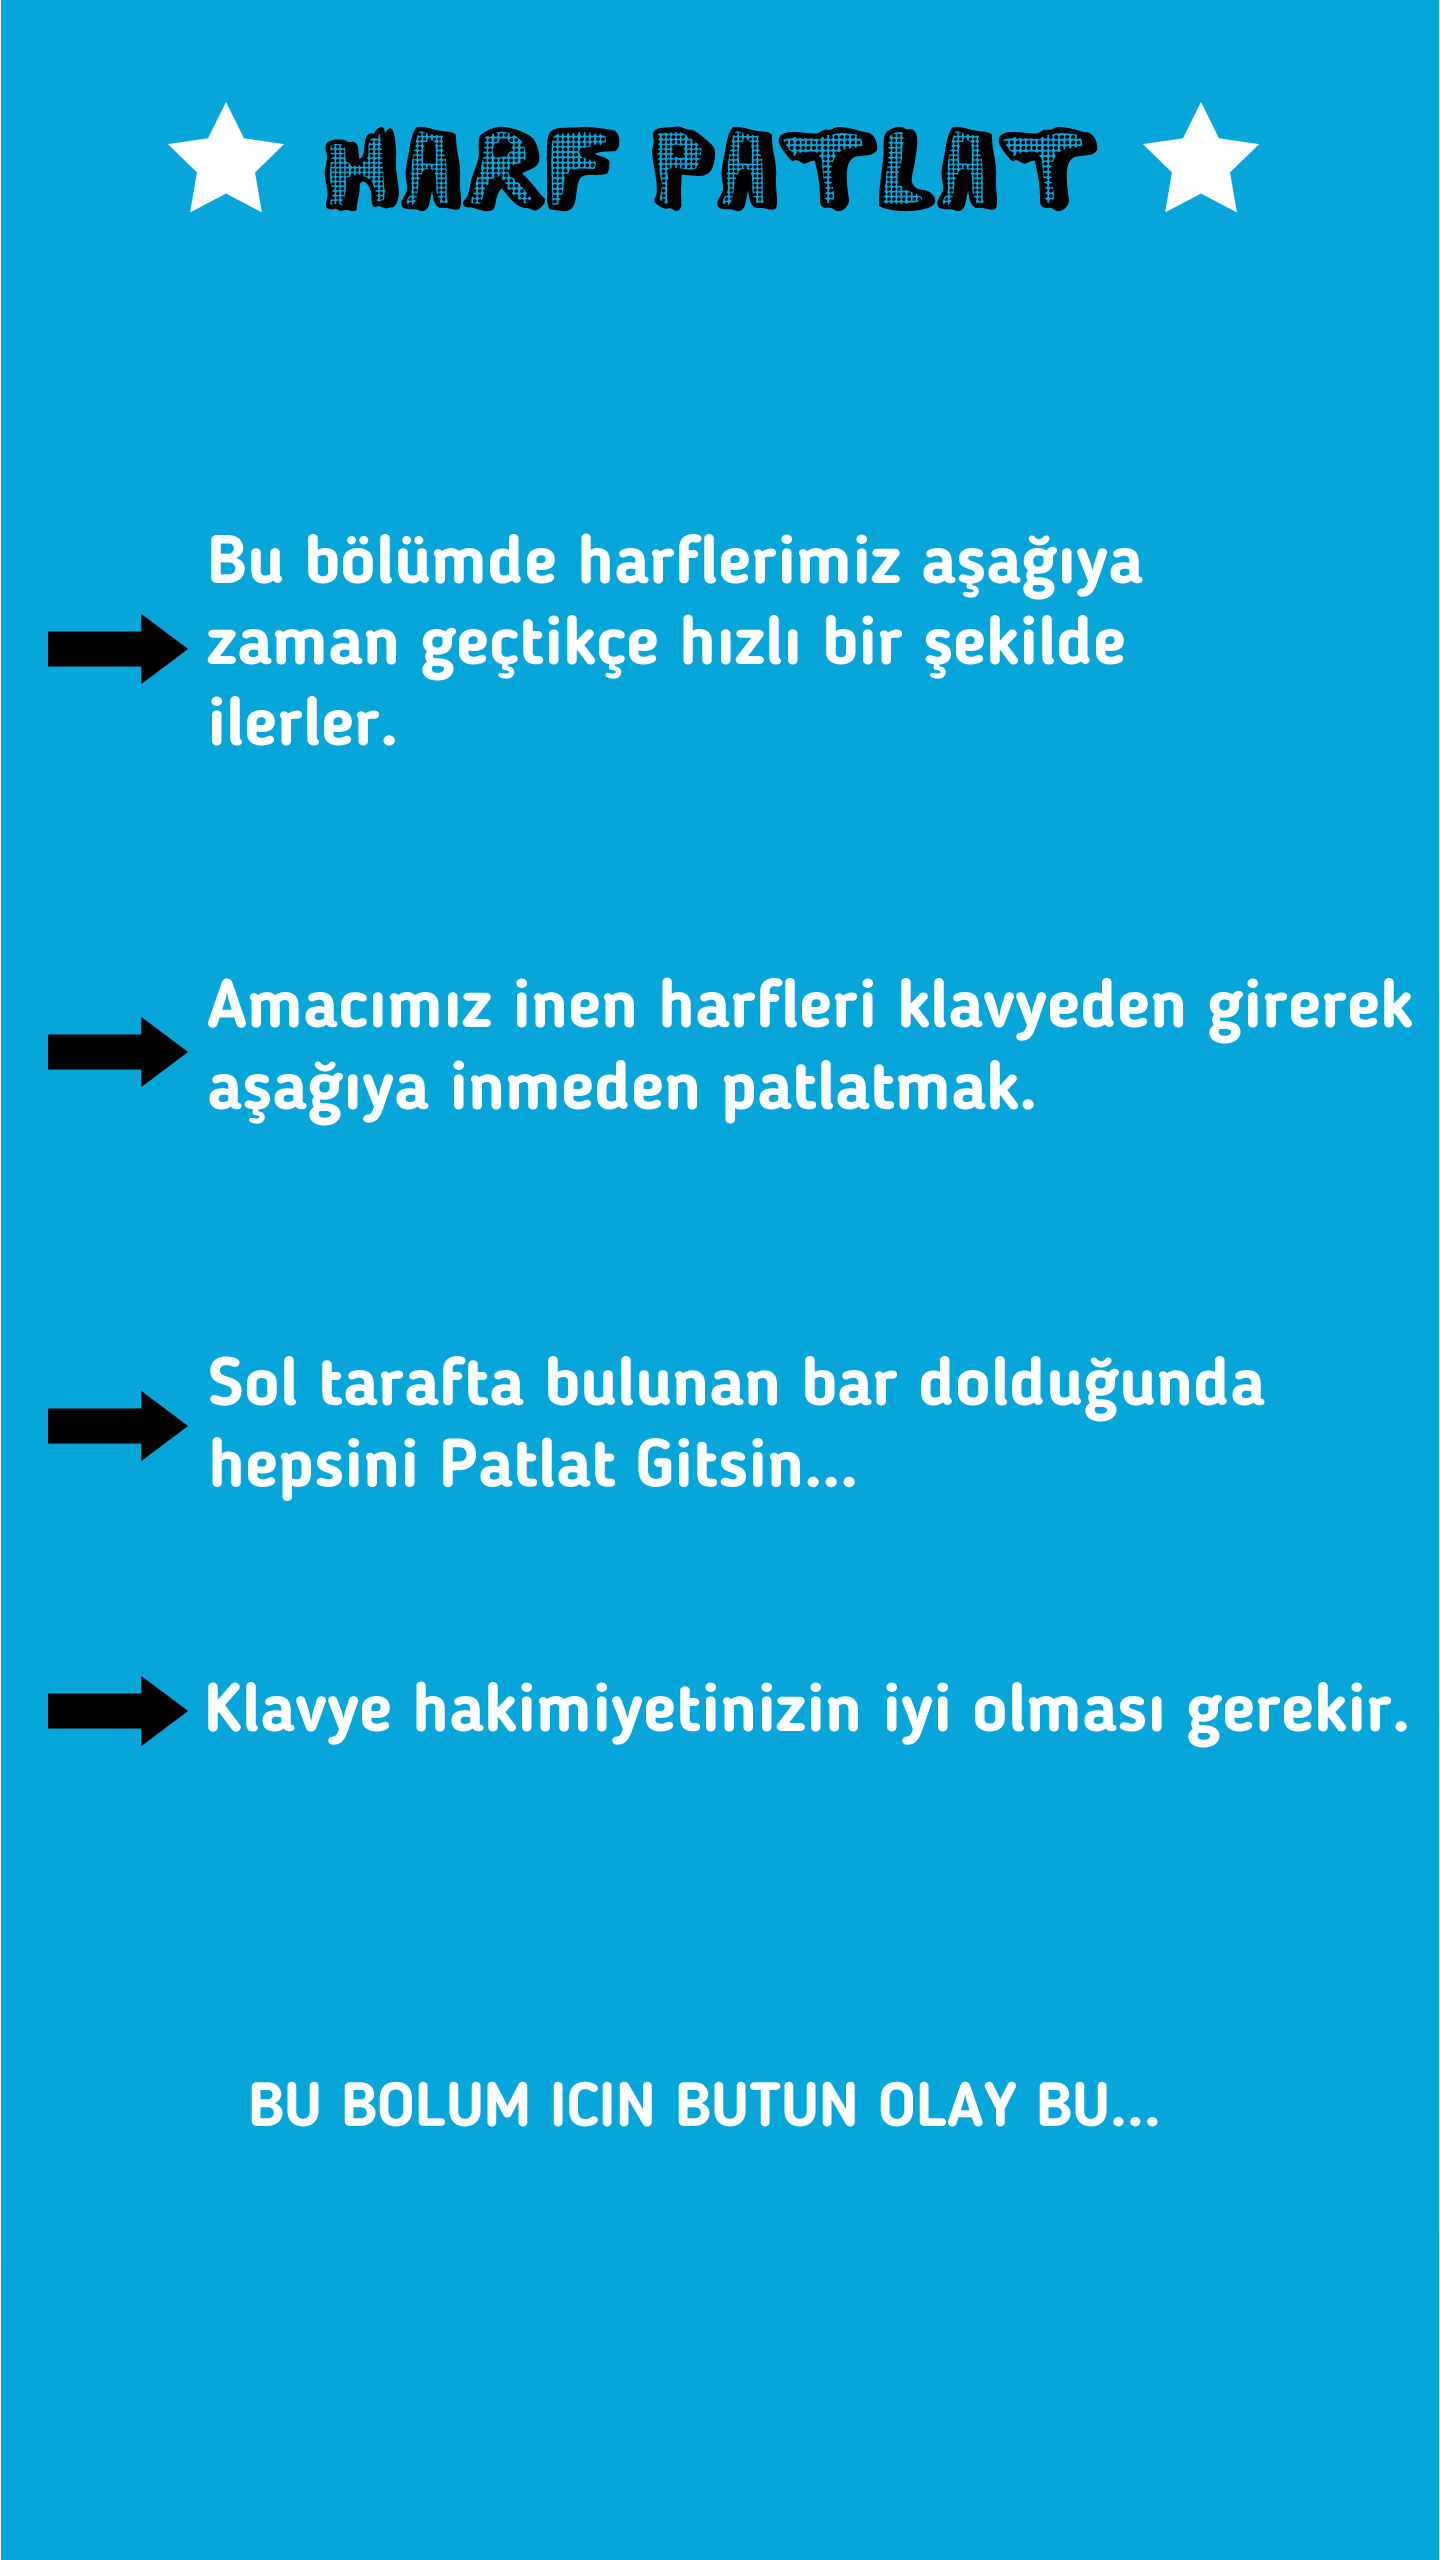 HARF PATLAT
Bu bölümde harflerimiz aşağıya
zaman geçtikçe hızlı bir şekilde
ilerler.
Amacımız inen harfleri klavyeden girerek
aşağıya inmeden patlatmak.
Sol tarafta bulunan bar dolduğunda
hepsini Patlat Gitsin...
Klavye hakimiyetinizin iyi olması gerekir.
BU BOLUM ICIN BUTUN OLAY BU...